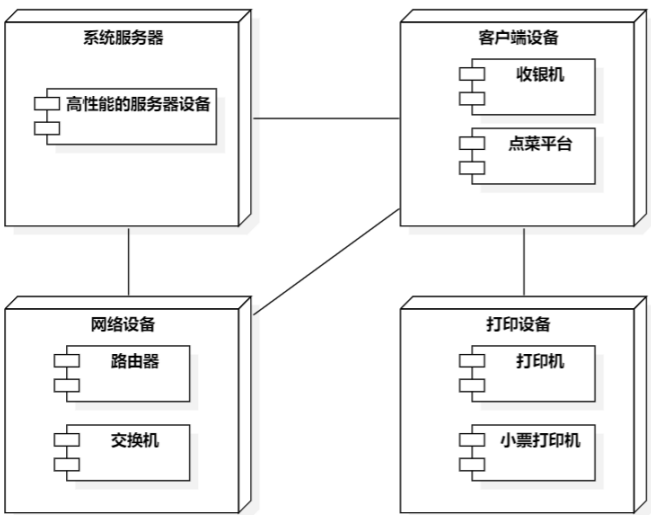 系统服务器
高性能的服务器设备
客户端设备
收银机
点菜平台
网络设备
路由器
交换机
打印设备
打印机
小票打印机